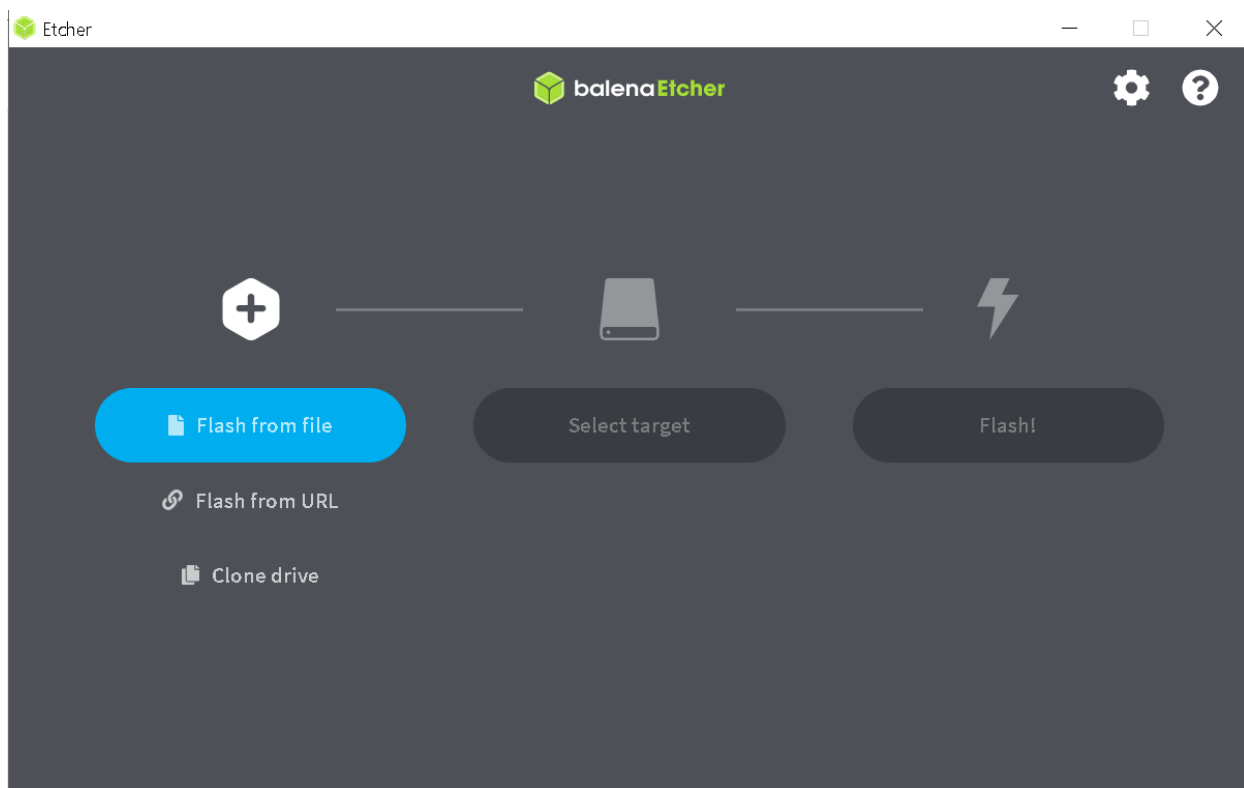 Etcher
balenaEtcher
Flash from file
Select target
Flash!
Flash from URL
Clone drive